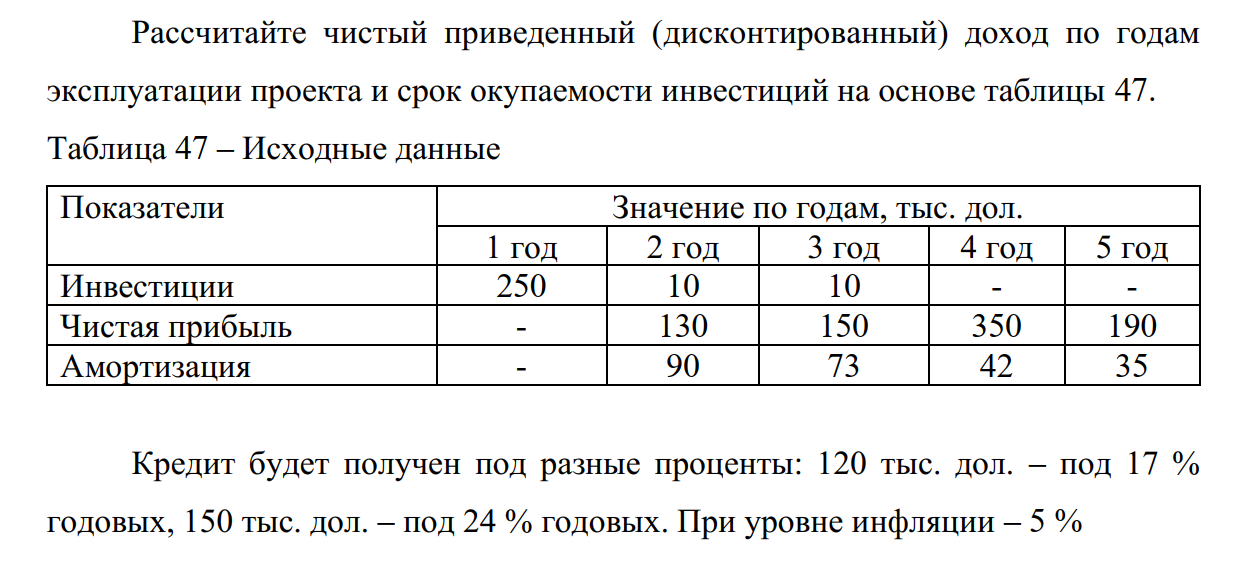 Рассчитайте чистый приведенный (дисконтированный) доход по годам
эксплуатации проекта и срок окупаемости инвестиций на основе таблицы 47.
Таблица 47 – Исходные данные
Показатели Значение по годам, тыс. дол.
1 год 2 год 3 год 4 год 5 год
Инвестиции 250 10 10 - -
Чистая прибыль - 130 150 350 190
Амортизация - 90 73 42 35
Кредит будет получен под разные проценты: 120 тыс. дол. – под 17 %
годовых, 150 тыс. дол. – под 24 % годовых. При уровне инфляции – 5 %